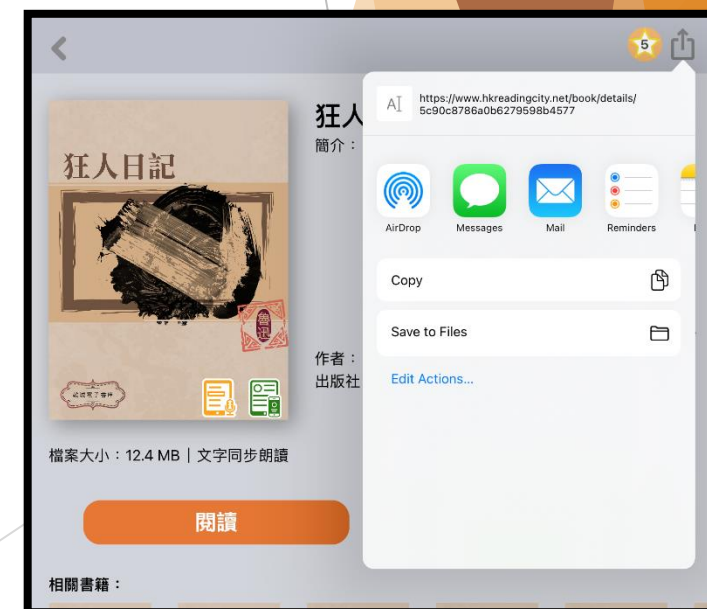 5
狂人
簡介：
狂人日記
魯迅
作者：
出版社
檔案大小：12.4 MB｜文字同步朗讀
閱讀
相關書籍：
https://www.hkreadingcity.net/book/details/
5c90c8786a0b6279598b4577
AirDrop
Messages
Mail
Reminders
Copy
Save to Files
Edit Actions...